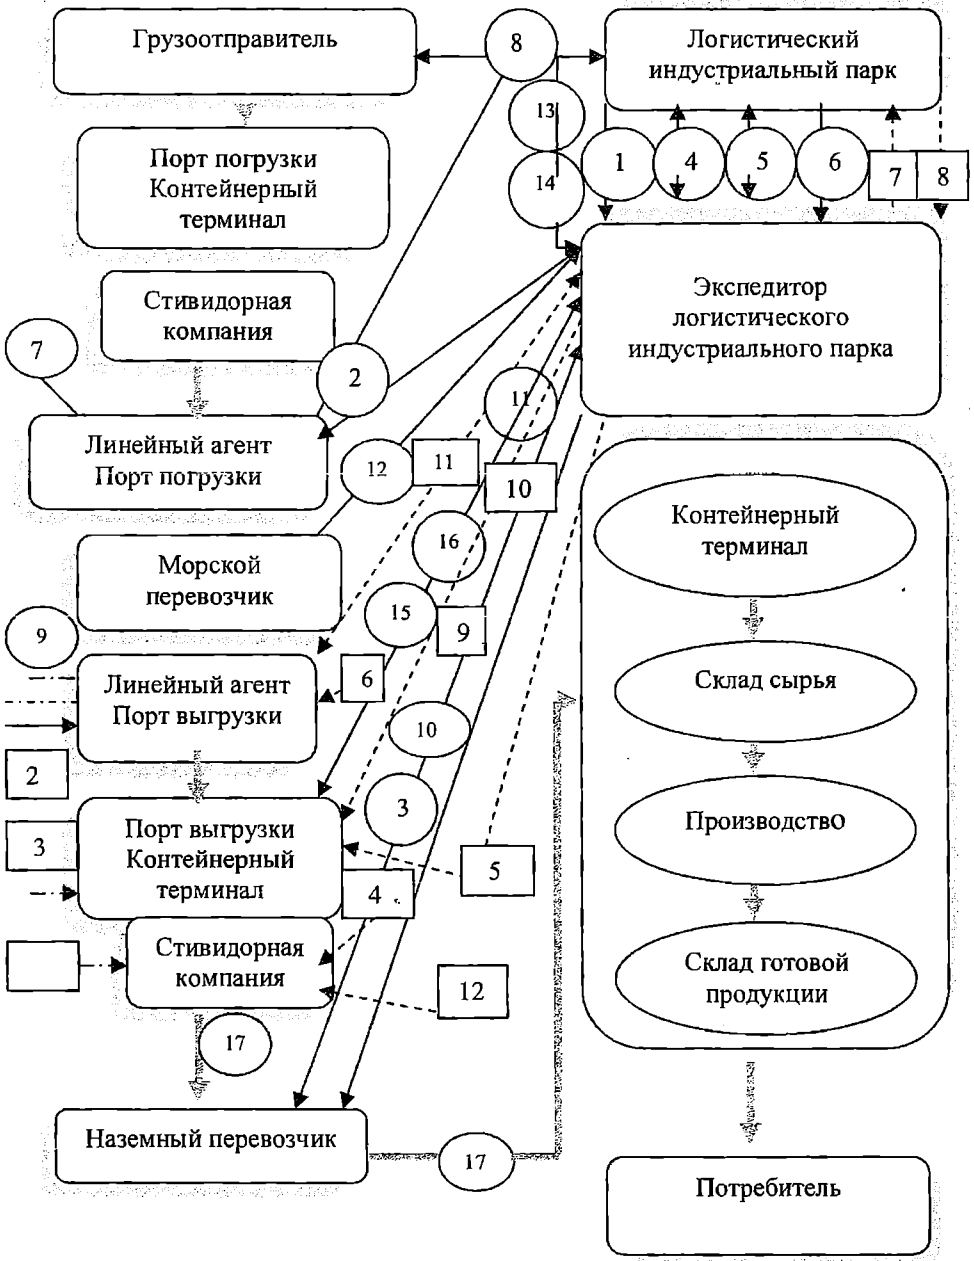 Грузоотправитель
8
Логистический
индустриальный парк
13
14
1
4
5
6
7
8
Порт погрузки
Контейнерный
терминал
Стивидорная
компания
Экспедитор
логистического
индустриального парка
7
2
11
Линейный агент
Порт погрузки
12
11
10
Контейнерный
терминал
16
Морской
перевозчик
15
9
9
Линейный агент
Порт выгрузки
6
Склад сырья
10
2
3
Порт выгрузки
Контейнерный
терминал
3
Производство
5
4
Стивидорная
компания
12
Склад готовой
продукции
17
Наземный перевозчик
17
Потребитель